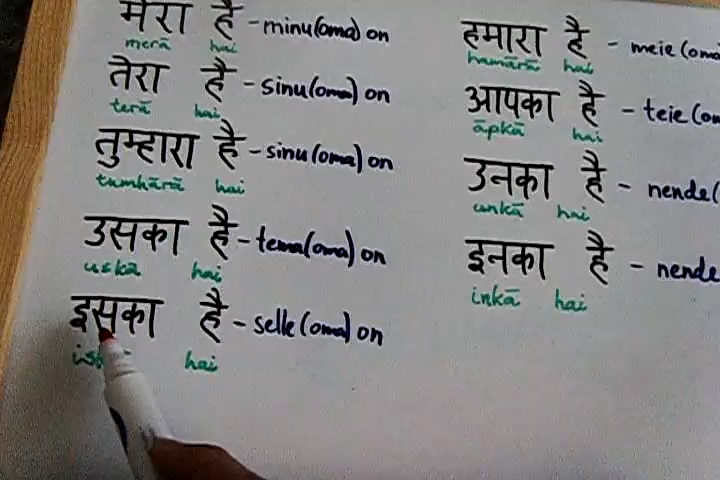 मेरा है - minu(oma) on
merā hai
तेरा है - sinu(oma) on
terā hai
तुम्हारा है - sinu(oma) on
tumhārā hai
उसका है - tema(oma) on
uskā hai
इसका है - selle(oma) on
hai
हमारा है - meie(oma
hamārā hai
आपका है - teie(om
āpkā hai
उनका है - nende(
unkā hai
इनका है - nende
inkā hai